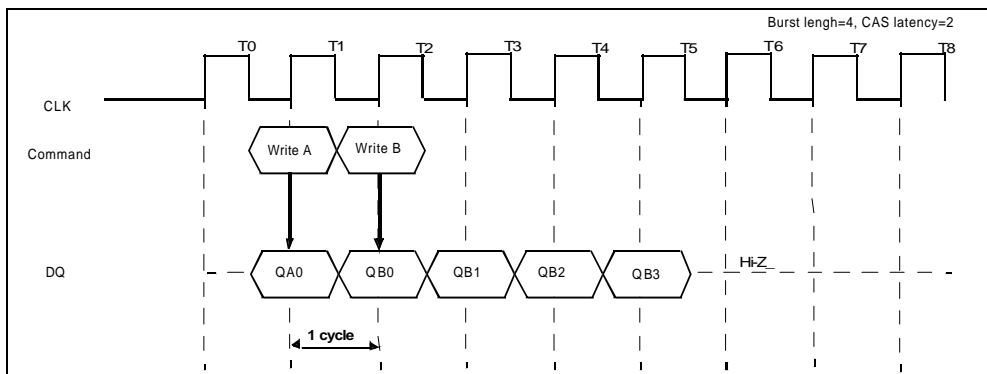 Burst lengh=4, CAS latency=2
T0 T1 T2 T3 T4 T5 T6 T7 T8
CLK
Command Write A Write B
DQ QA0 QB0 QB1 QB2 QB3 Hi-Z
1 cycle